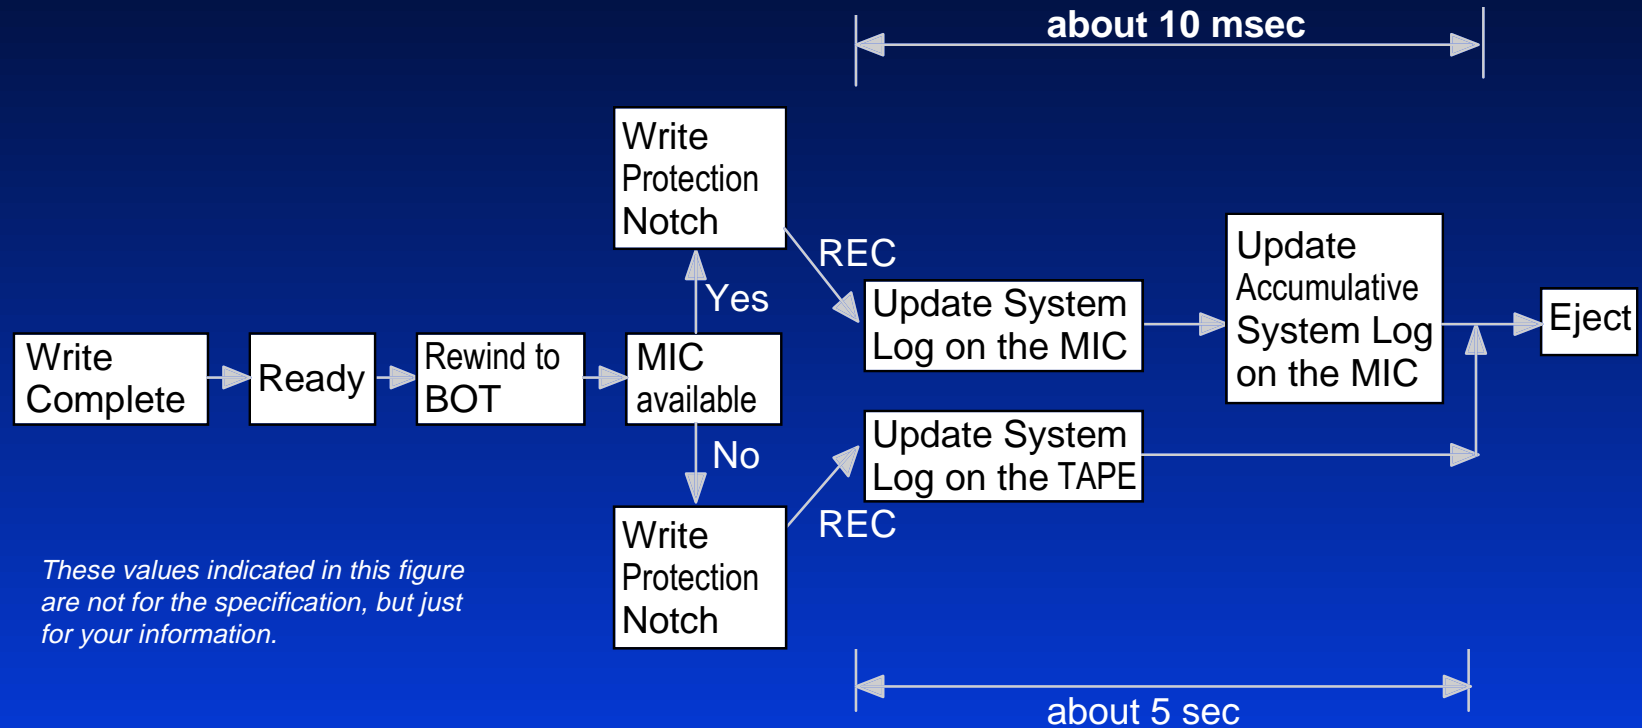 about 10 msec
Write
Protection
Notch
REC
Yes
Update
Accumulative
System Log
on the MIC
Update System
Log on the MIC
Eject
Write
Complete
Ready
Rewind to
BOT
MIC
available
No
Update System
Log on the TAPE
REC
Write
Protection
Notch
These values indicated in this figure
are not for the specification, but just
for your information.
about 5 sec